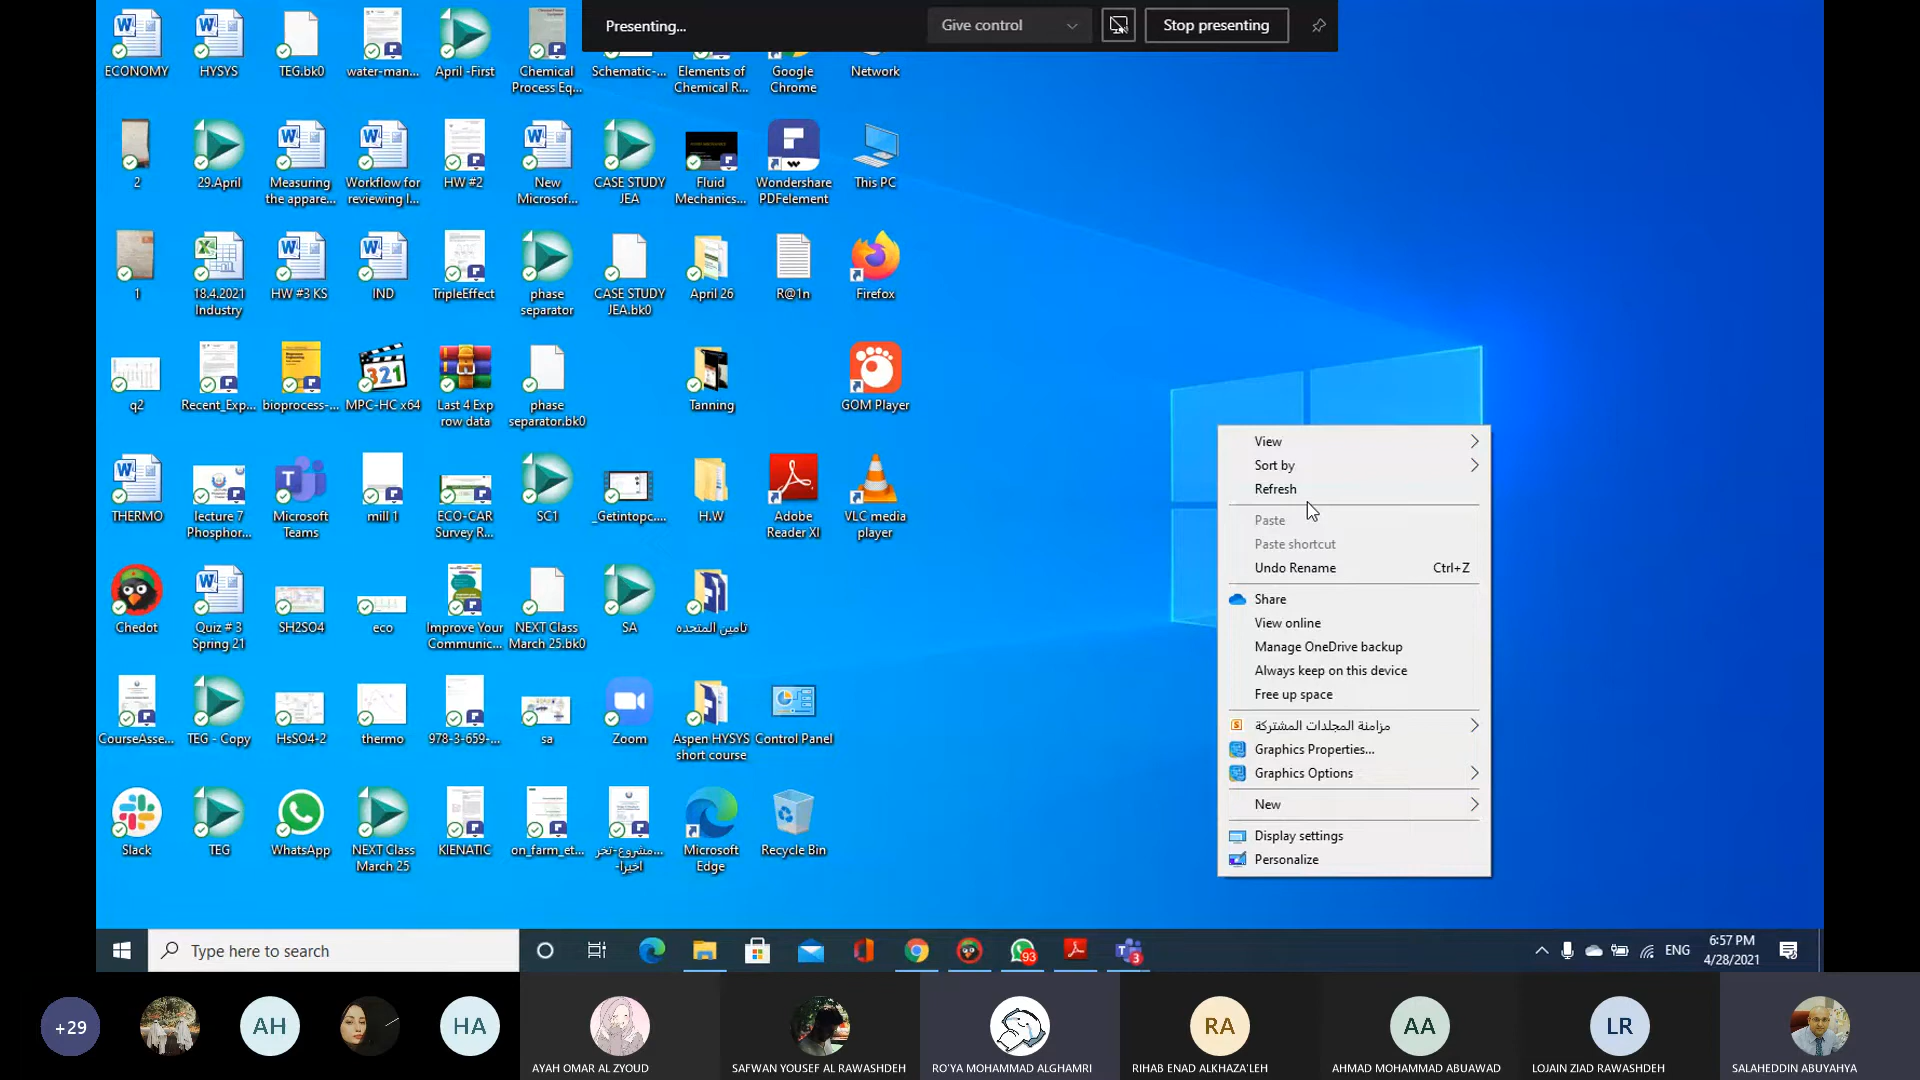 Presenting...
Give control
Stop presenting
ECONOMY
HYSYS
TEG.bk0
water-man...
April -First
Chemical
Process Eq...
Schematic-...
Elements of
Chemical R...
Google
Chrome
Network
2
29.April
Measuring
the appare...
Workflow for
reviewing l...
HW #2
New
Microsof...
CASE STUDY
JEA
Fluid
Mechanics...
Wondershare
PDFelement
This PC
1
18.4.2021
Industry
HW #3 KS
IND
TripleEffect
phase
separator
CASE STUDY
JEA.bk0
April 26
R@1n
Firefox
q2
Recent_Exp...
bioprocess-...
MPC-HC x64
Last 4 Exp
row data
phase
separator.bk0
Tanning
GOM Player
THERMO
lecture 7
Phosphor...
Microsoft
Teams
mill 1
ECO-CAR
Survey R...
SC1
_Getintopc....
H.W
Adobe
Reader XI
VLC media
player
Chedot
Quiz # 3
Spring 21
SH2SO4
eco
Improve Your
Communic...
NEXT Class
March 25.bk0
SA
تامين المتحده
CourseAsse...
TEG - Copy
HsSO4-2
thermo
978-3-659-...
sa
Zoom
Aspen HYSYS
short course
Control Panel
Slack
TEG
WhatsApp
NEXT Class
March 25
KIENATIC
on_farm_et...
مشروع-تخر...
اخيرا-
Microsoft
Edge
Recycle Bin
View
Sort by
Refresh
Paste
Paste shortcut
Undo Rename Ctrl+Z
Share
View online
Manage OneDrive backup
Always keep on this device
Free up space
مزامنة المجلدات المشتركة
Graphics Properties...
Graphics Options
New
Display settings
Personalize
Type here to search
93
3
ENG
6:57 PM
4/28/2021
+29
AH
HA
RA
AA
LR
AYAH OMAR AL ZYOUD
SAFWAN YOUSEF AL RAWASHDEH
RO'YA MOHAMMAD ALGHAMRI
RIHAB ENAD ALKHAZA'LEH
AHMAD MOHAMMAD ABUAWAD
LOJAIN ZIAD RAWASHDEH
SALAHEDDIN ABUYAHYA